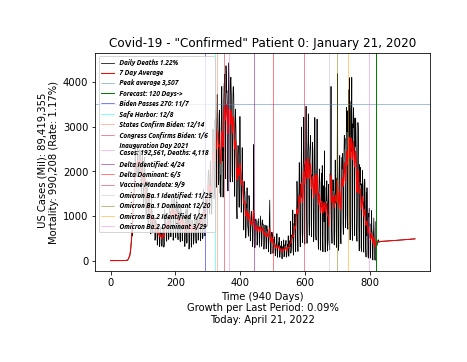 Covid-19 - "Confirmed" Patient 0: January 21, 2020
US Cases (Mil): 89,419,355
Mortality: 990,208 (Rate: 1.17%)
4000
3000
2000
1000
0
Daily Deaths 1.22%
7 Day Average
Peak average 3,507
Forecast: 120 Days->
Biden Passes 270: 11/7
Safe Harbor: 12/8
States Confirm Biden: 12/14
Congress Confirms Biden: 1/6
Inauguration Day 2021
Cases: 192,561, Deaths: 4,118
Delta Identified: 4/24
Delta Dominant: 6/5
Vaccine Mandate: 9/9
Omicron Ba.1 Identified: 11/25
Omicron Ba.1 Dominant 12/20
Omicron Ba.2 Identified 1/21
Omicron Ba.2 Dominant 3/29
0 200 400 600 800
Time (940 Days)
Growth per Last Period: 0.09%
Today: April 21, 2022